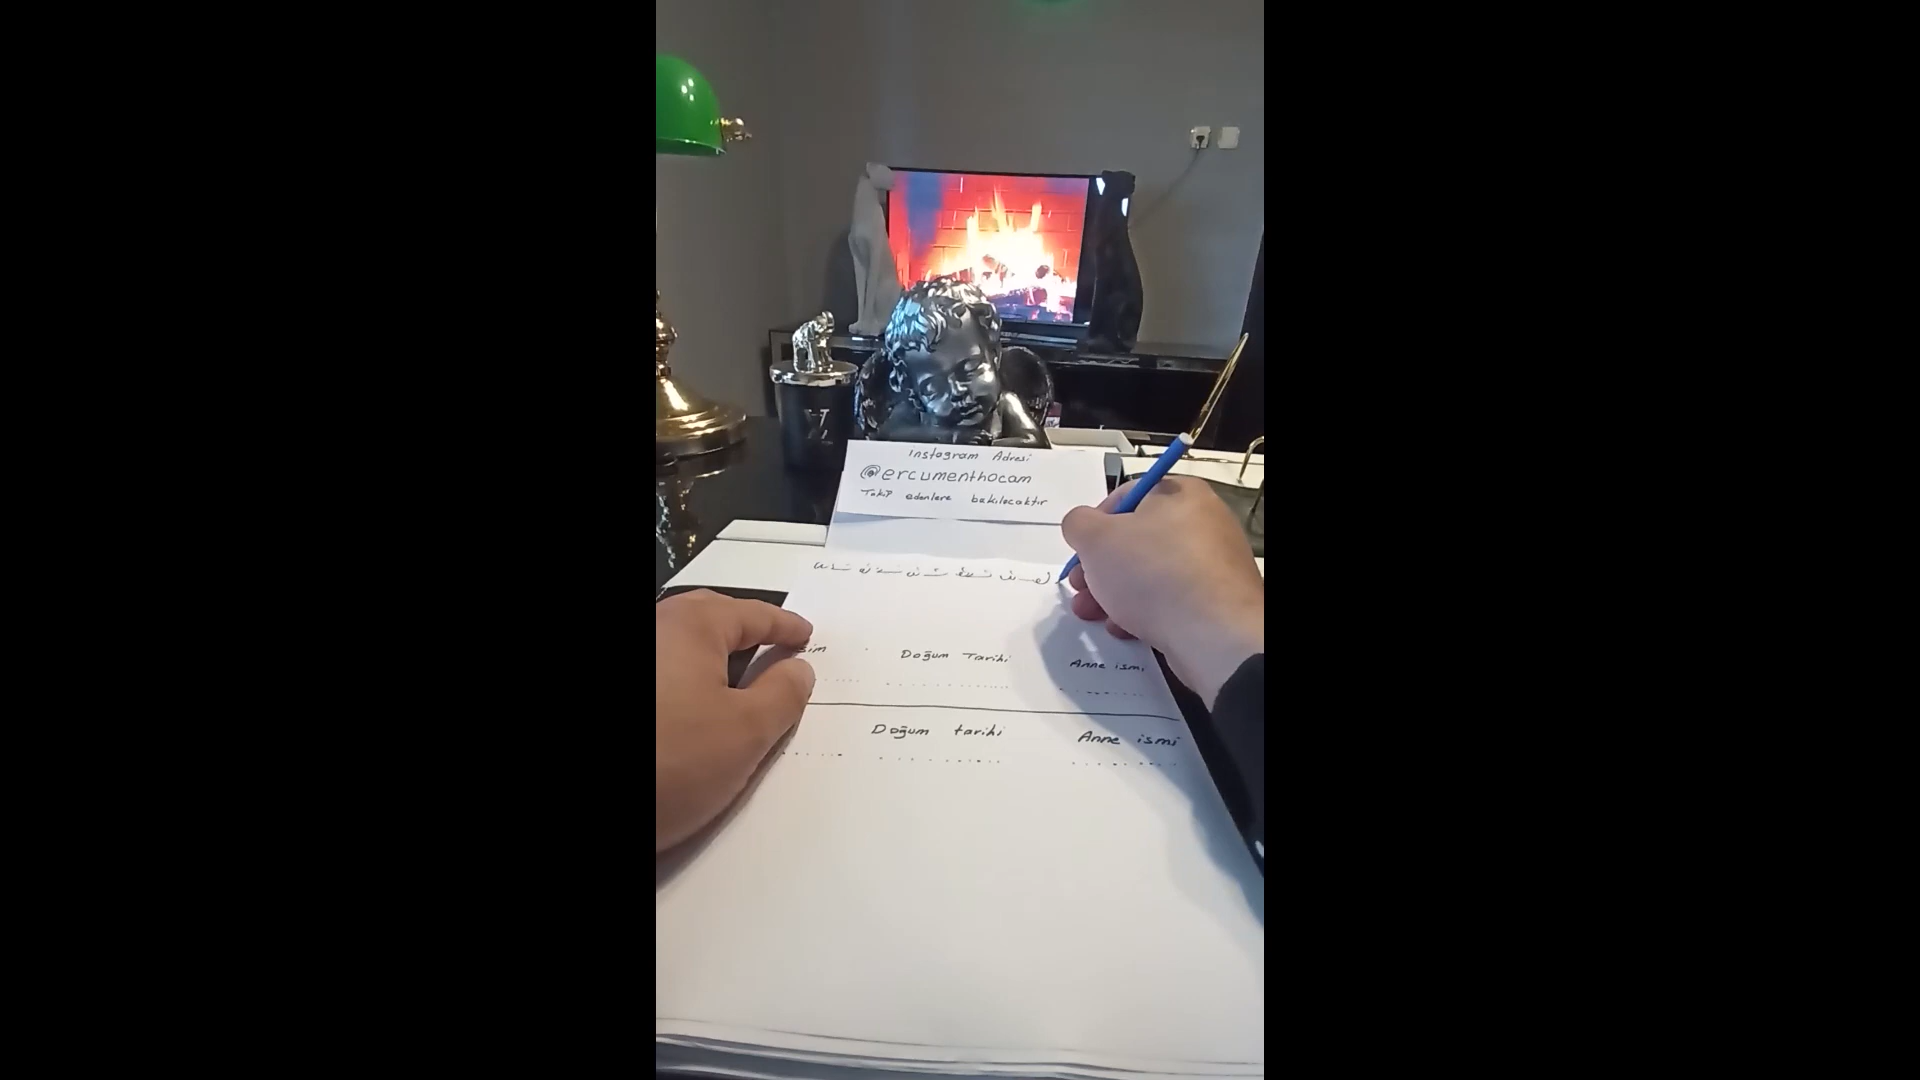 Instagram Adresi
@ercumenthocam
Takip edenlere bakılacaktır
Doğum Tarihi Anne ismi
Doğum tarihi Anne ismi